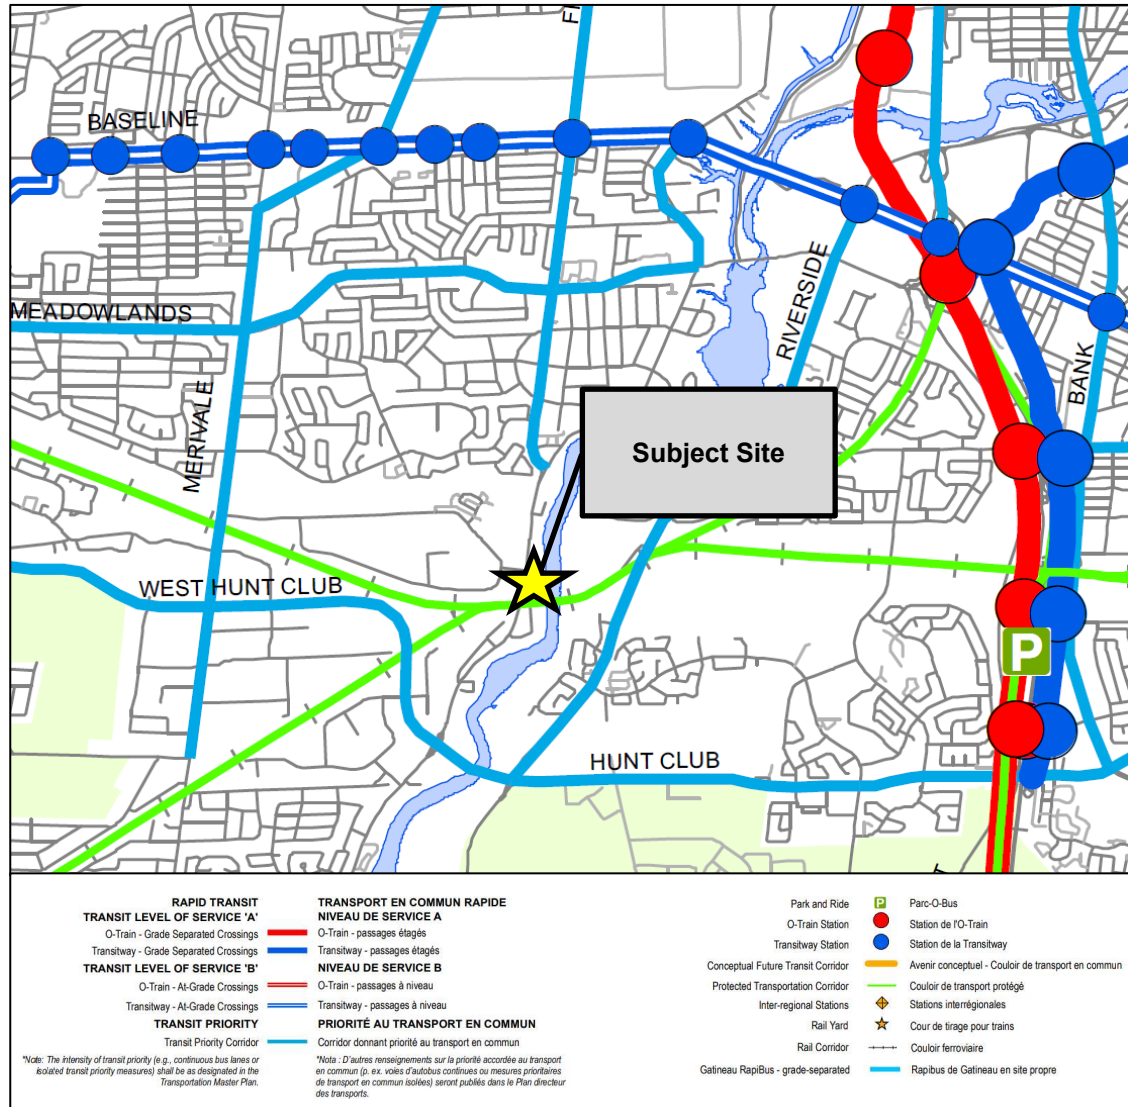 FI
BASELINE
RIVERSIDE
MEADOWLANDS
MERIVALE
BANK
Subject Site
WEST HUNT CLUB
P
HUNT CLUB
RAPID TRANSIT
TRANSIT LEVEL OF SERVICE 'A'
O-Train - Grade Separated Crossings
Transitway - Grade Separated Crossings
TRANSIT LEVEL OF SERVICE 'B'
O-Train - At-Grade Crossings
Transitway - At-Grade Crossings
TRANSIT PRIORITY
Transit Priority Corridor
*Note: The intensity of transit priority (e.g., continuous bus lanes or
isolated transit priority measures) shall be as designated in the
Transportation Master Plan.
TRANSPORT EN COMMUN RAPIDE
NIVEAU DE SERVICE A
O-Train - passages étagés
Transitway - passages étagés
NIVEAU DE SERVICE B
O-Train - passages à niveau
Transitway - passages à niveau
PRIORITÉ AU TRANSPORT EN COMMUN
Corridor donnant priorité au transport en commun
*Nota : D'autres renseignements sur la priorité accordée au transport
en commun (p. ex. voies d'autobus continues ou mesures prioritaires
de transport en commun isolées) seront publiés dans le Plan directeur
des transports.
Park and Ride P Parc-O-Bus
O-Train Station Station de l'O-Train
Transitway Station Station de la Transitway
Conceptual Future Transit Corridor Avenir conceptuel - Couloir de transport en commun
Protected Transportation Corridor Couloir de transport protégé
Inter-regional Stations Stations interrégionales
Rail Yard Cour de tirage pour trains
Rail Corridor Couloir ferroviaire
Gatineau RapiBus - grade-separated Rapibus de Gatineau en site propre